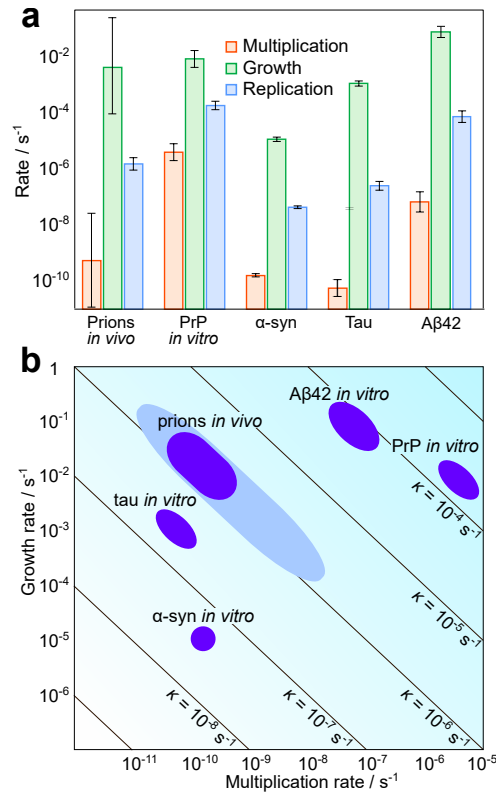 a
Multiplication
Growth
Replication
Rate / s⁻¹
10⁻²
10⁻⁴
10⁻⁶
10⁻⁸
10⁻¹⁰
Prions
in vivo
PrP
in vitro
α-syn
Tau
Aβ42
b
Growth rate / s⁻¹
1
10⁻¹
10⁻²
10⁻³
10⁻⁴
10⁻⁵
10⁻⁶
Aβ42 in vitro
prions in vivo
PrP in vitro
tau in vitro
α-syn in vitro
κ = 10⁻⁴ s⁻¹
κ = 10⁻⁵ s⁻¹
κ = 10⁻⁶ s⁻¹
κ = 10⁻⁷ s⁻¹
κ = 10⁻⁸ s⁻¹
10⁻¹¹ 10⁻¹⁰ 10⁻⁹ 10⁻⁸ 10⁻⁷ 10⁻⁶ 10⁻⁵
Multiplication rate / s⁻¹